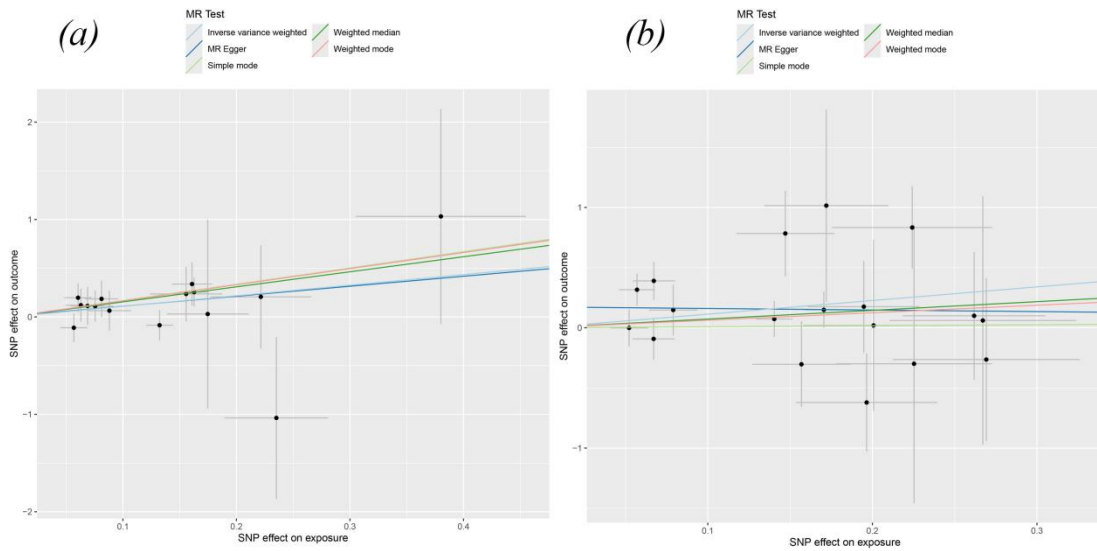 (a)
MR Test
Inverse variance weighted
Weighted median
MR Egger
Weighted mode
Simple mode
2
1
0
−1
−2
SNP effect on outcome
0.1
0.2
0.3
0.4
SNP effect on exposure
(b)
MR Test
Inverse variance weighted
Weighted median
MR Egger
Weighted mode
Simple mode
1
0
−1
SNP effect on outcome
0.1
0.2
0.3
SNP effect on exposure